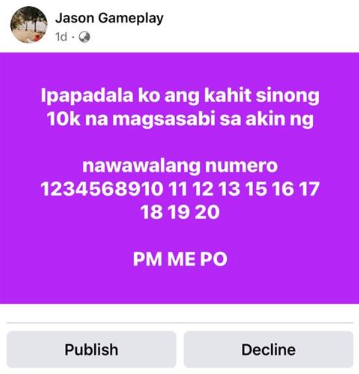 Jason Gameplay
1d ·
Ipapadala ko ang kahit sinong
10k na magsasabi sa akin ng
nawawalang numero
1234568910 11 12 13 15 16 17
18 19 20
PM ME PO
Publish
Decline